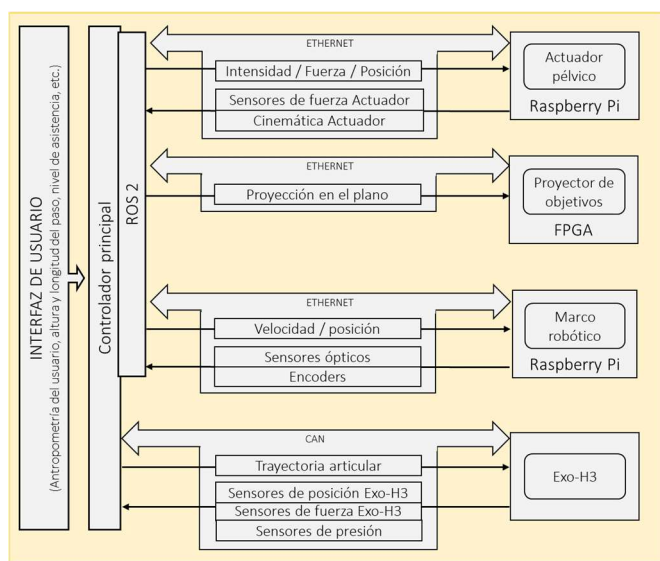 INTERFAZ DE USUARIO
(Antropometría del usuario, altura y longitud del paso, nivel de asistencia, etc.)
Controlador principal
ROS 2
ETHERNET
Intensidad / Fuerza / Posición
Sensores de fuerza Actuador
Cinemática Actuador
Actuador
pélvico
Raspberry Pi
ETHERNET
Proyección en el plano
Proyector de
objetivos
FPGA
ETHERNET
Velocidad / posición
Sensores ópticos
Encoders
Marco
robótico
Raspberry Pi
CAN
Trayectoria articular
Sensores de posición Exo-H3
Sensores de fuerza Exo-H3
Sensores de presión
Exo-H3